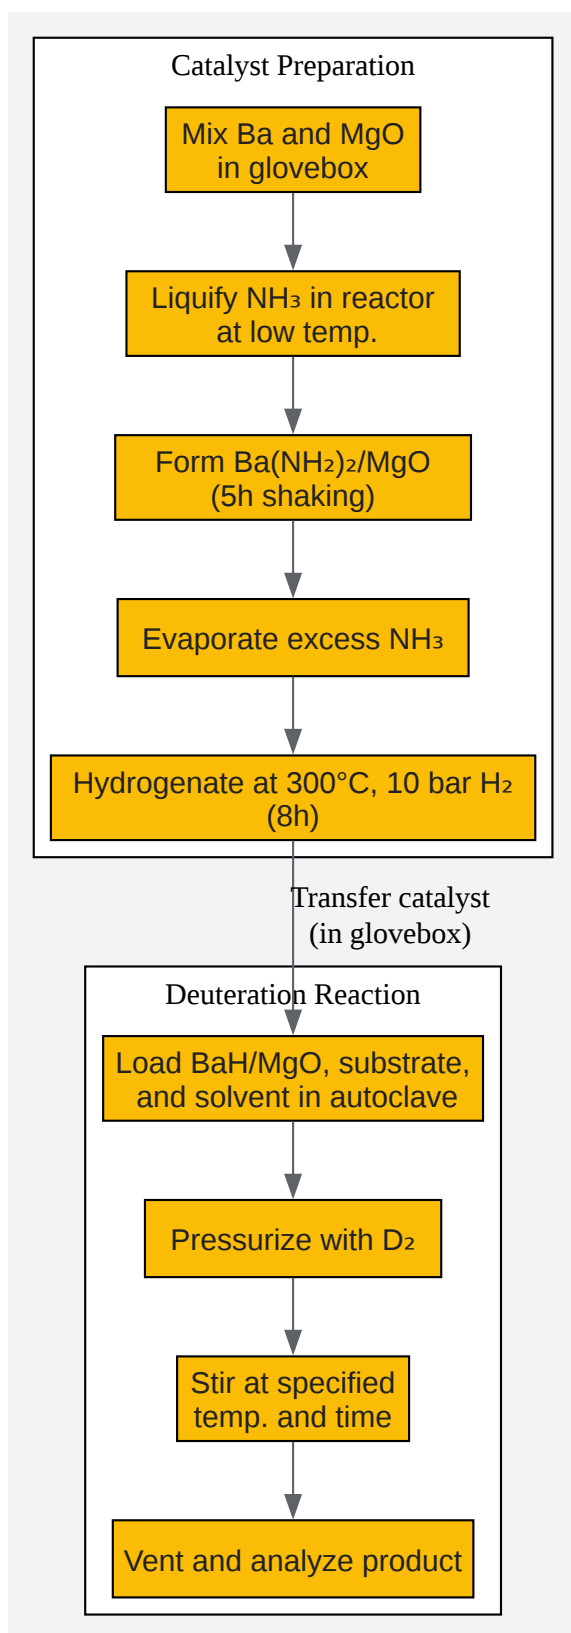 Catalyst Preparation
Mix Ba and MgO
in glovebox
Liquify NH₃ in reactor
at low temp.
Form Ba(NH₂)₂/MgO
(5h shaking)
Evaporate excess NH₃
Hydrogenate at 300°C, 10 bar H₂
(8h)
Transfer catalyst
(in glovebox)
Deuteration Reaction
Load BaH/MgO, substrate,
and solvent in autoclave
Pressurize with D₂
Stir at specified
temp. and time
Vent and analyze product